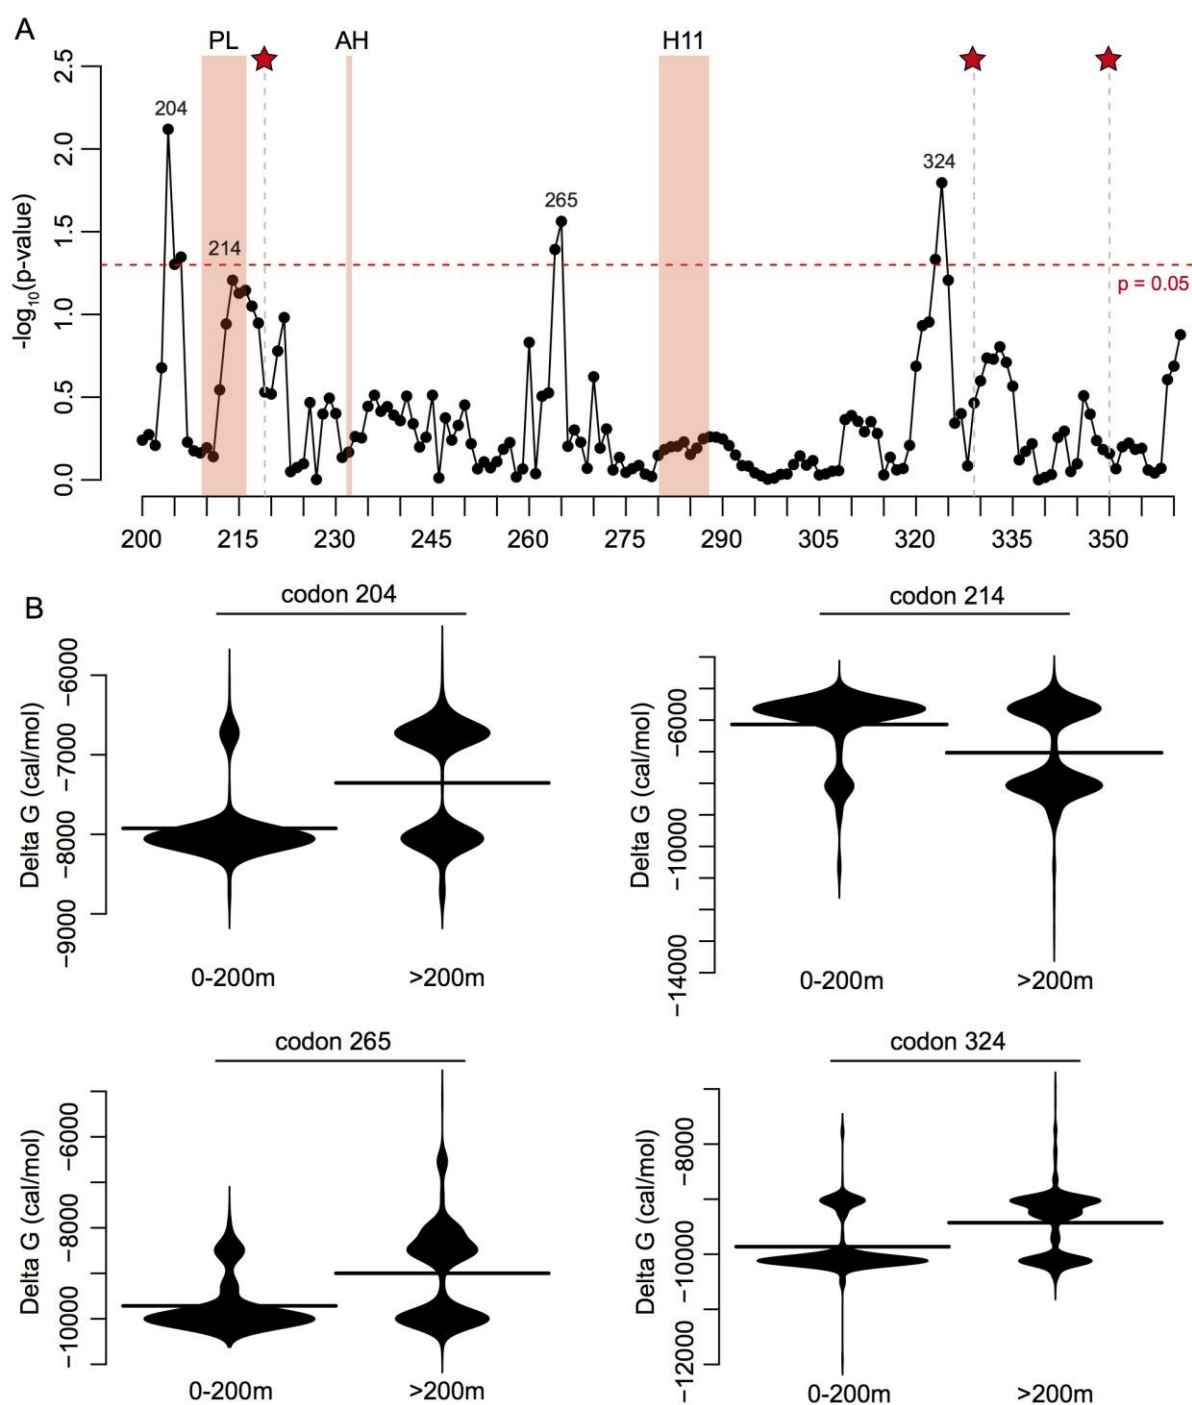 A
PL
AH
H11
-log10(p-value)
2.5
2.0
1.5
1.0
0.5
0.0
204
214
265
324
p = 0.05
200 215 230 245 260 275 290 305 320 335 350
B
codon 204
Delta G (cal/mol)
−6000
−7000
−8000
−9000
0-200m >200m
codon 214
Delta G (cal/mol)
−6000
−10000
−14000
0-200m >200m
codon 265
Delta G (cal/mol)
−6000
−8000
−10000
0-200m >200m
codon 324
Delta G (cal/mol)
−8000
−10000
−12000
0-200m >200m